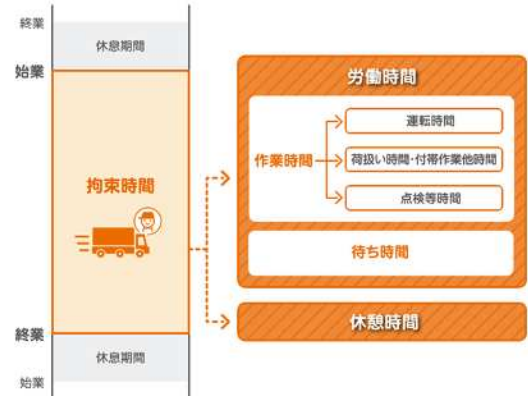 終業
休息期間
始業
拘束時間
終業
休息期間
始業
労働時間
作業時間
運転時間
荷扱い時間・付帯作業他時間
点検等時間
待ち時間
休憩時間